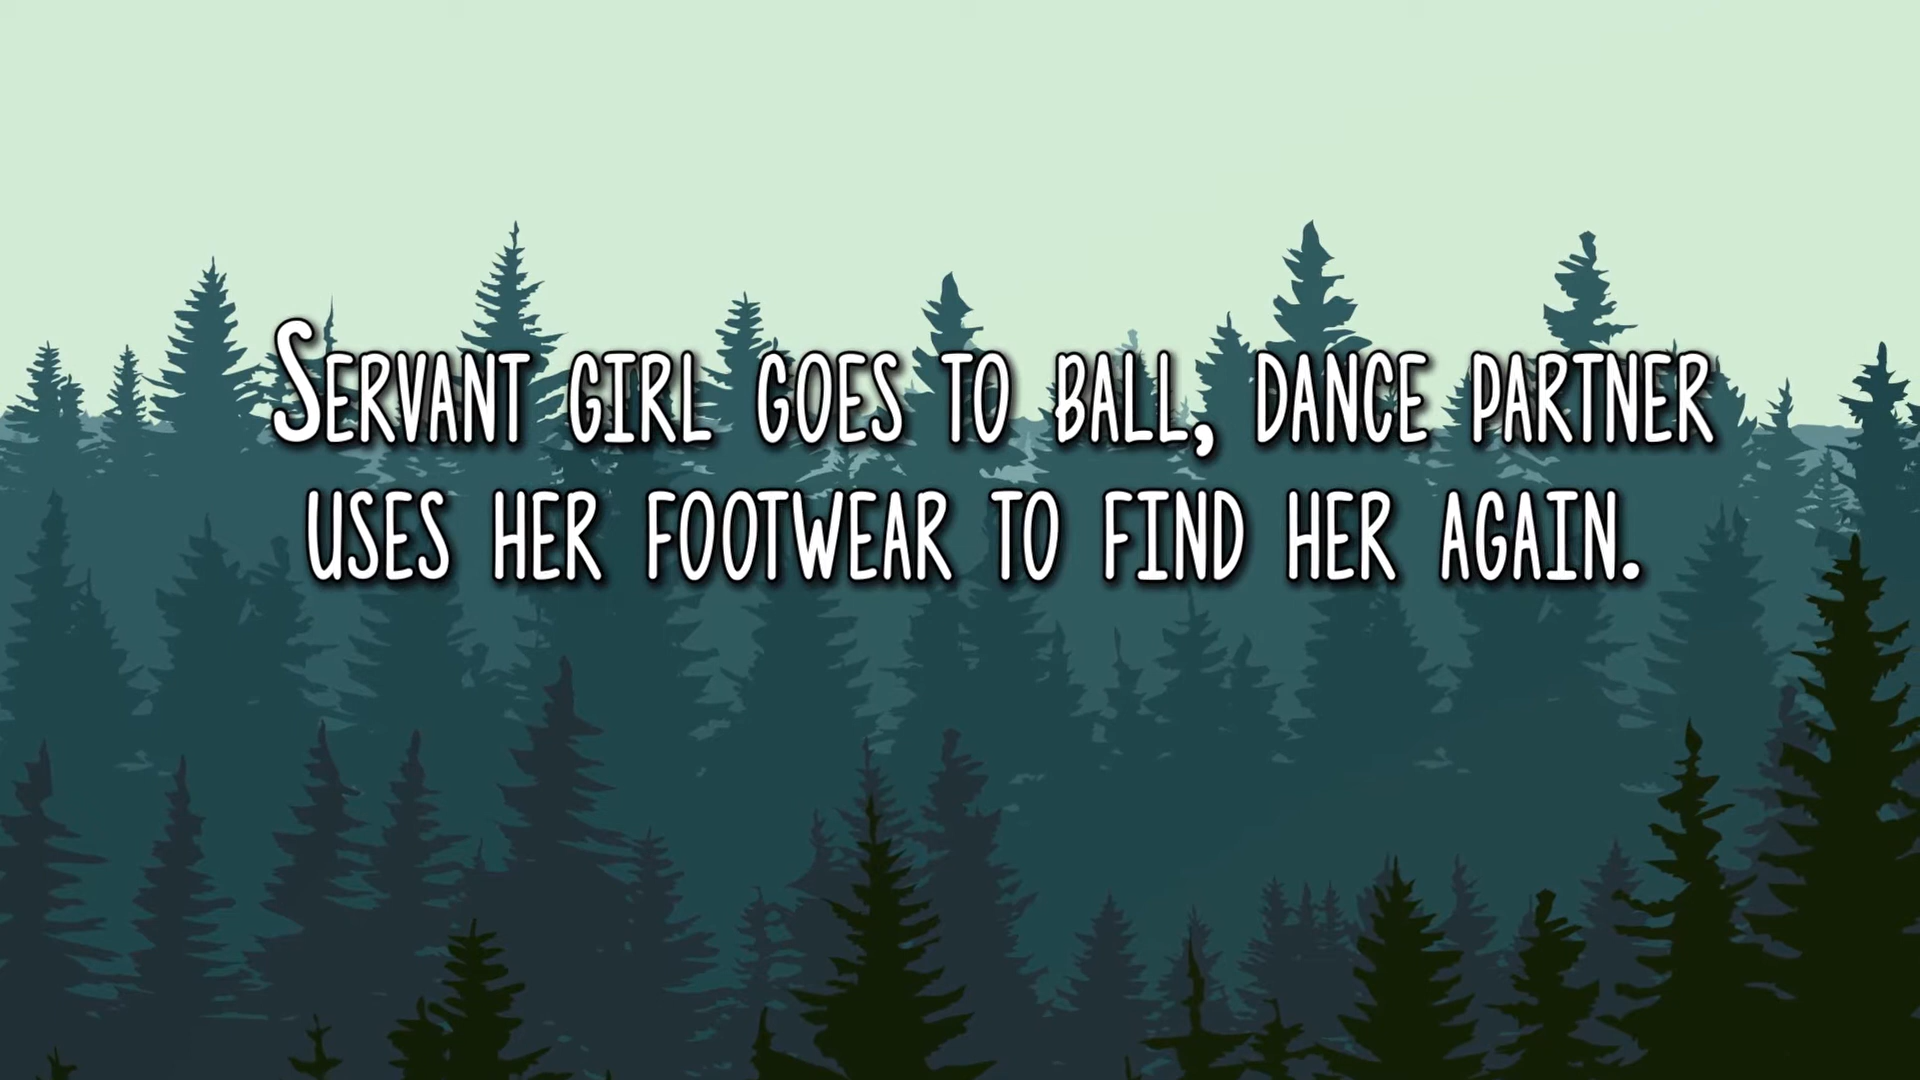 Servant girl goes to ball, dance partner
uses her footwear to find her again.